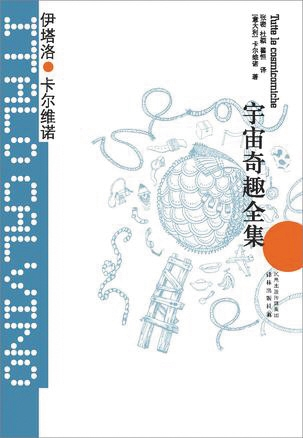 伊塔洛●卡尔维诺
ITALO CALVINO
Tutte le cosmicomiche
[意大利] 卡尔维诺 著
张密 杜颖 翟恒 译
宇宙奇趣全集
译林出版社